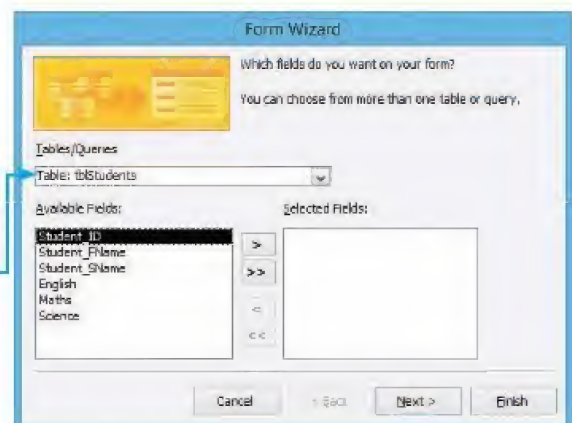 Form Wizard
Which fields do you want on your form?
You can choose from more than one table or query.
Tables/Queries
Table: tblStudents
Available Fields:
Selected Fields:
Student_ID
Student_FName
Student_SName
English
Maths
Science
>
>>
<
<<
Cancel
< Back
Next >
Finish